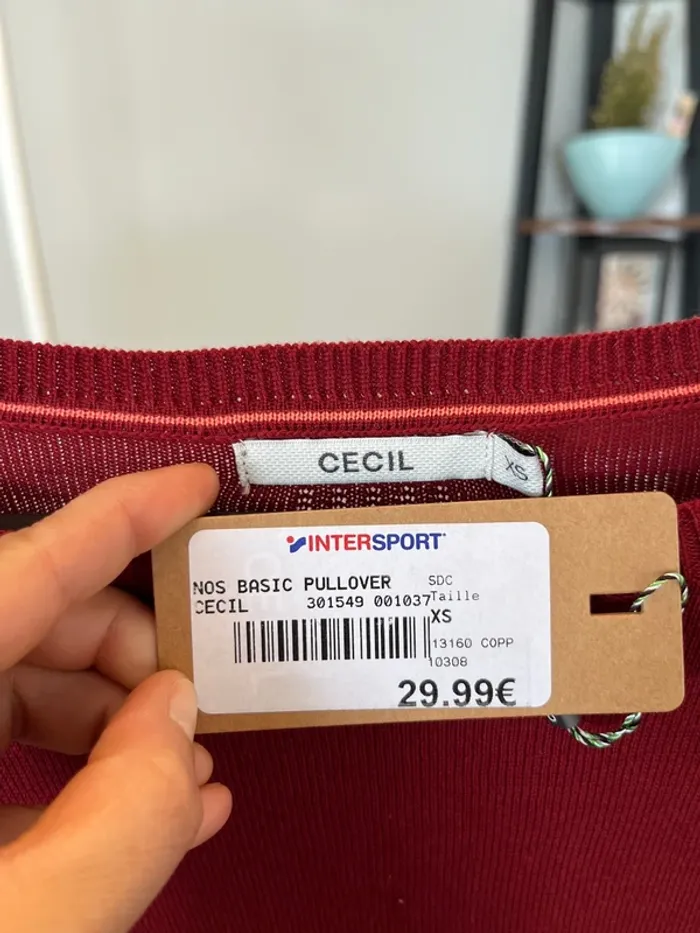 CECIL
XS
INTERSPORT
NOS BASIC PULLOVER SDC
CECIL 301549 001037 Taille
XS
13160 COPP
10308
29.99€